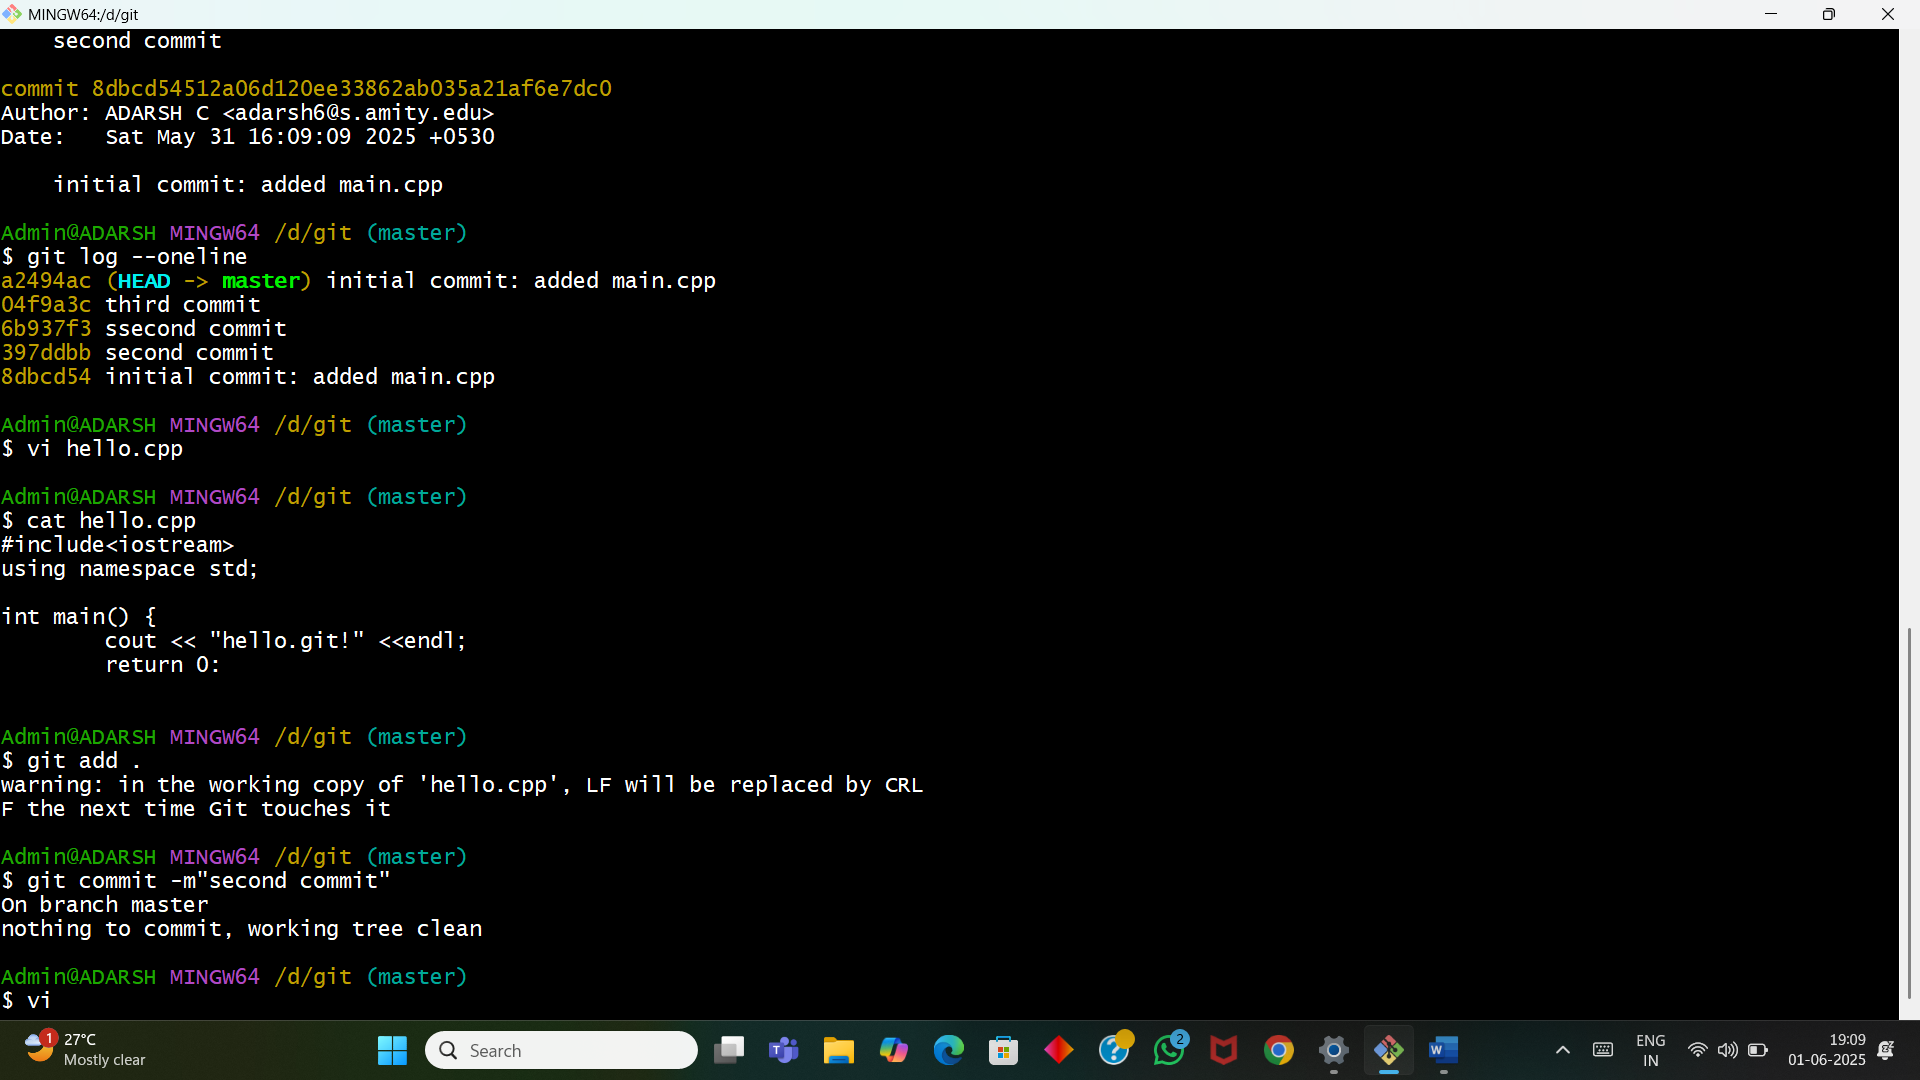 MINGW64:/d/git
    second commit
commit 8dbcd54512a06d120ee33862ab035a21af6e7dc0
Author: ADARSH C <adarsh6@s.amity.edu>
Date:   Sat May 31 16:09:09 2025 +0530
    initial commit: added main.cpp
Admin@ADARSH MINGW64 /d/git (master)
$ git log --oneline
a2494ac (HEAD -> master) initial commit: added main.cpp
04f9a3c third commit
6b937f3 ssecond commit
397ddbb second commit
8dbcd54 initial commit: added main.cpp
Admin@ADARSH MINGW64 /d/git (master)
$ vi hello.cpp
Admin@ADARSH MINGW64 /d/git (master)
$ cat hello.cpp
#include<iostream>
using namespace std;
int main() {
        cout << "hello.git!" <<endl;
        return 0:
Admin@ADARSH MINGW64 /d/git (master)
$ git add .
warning: in the working copy of 'hello.cpp', LF will be replaced by CRL
F the next time Git touches it
Admin@ADARSH MINGW64 /d/git (master)
$ git commit -m"second commit"
On branch master
nothing to commit, working tree clean
Admin@ADARSH MINGW64 /d/git (master)
$ vi
1
27°C
Mostly clear
Search
T
2
W
ENG
IN
19:09
01-06-2025